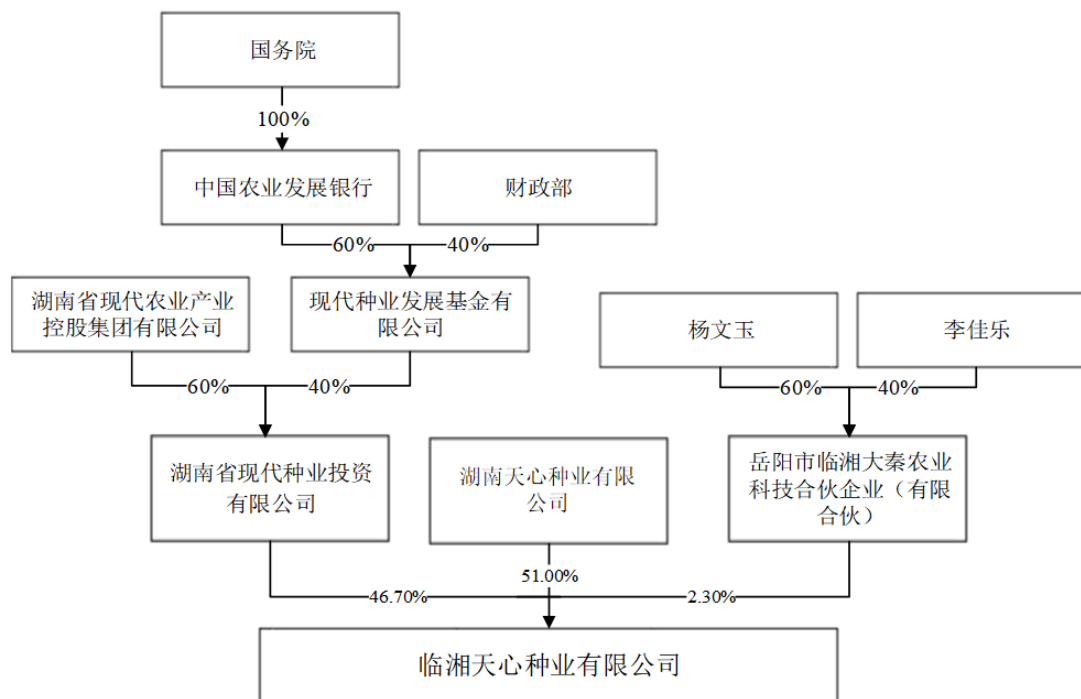 国务院
100%
中国农业发展银行
财政部
60%
40%
湖南省现代农业产业
控股集团有限公司
现代种业发展基金有
限公司
杨文玉
李佳乐
60%
40%
60%
40%
湖南省现代种业投资
有限公司
湖南天心种业有限
公司
岳阳市临湘大秦农业
科技合伙企业（有限
合伙）
51.00%
46.70%
2.30%
临湘天心种业有限公司